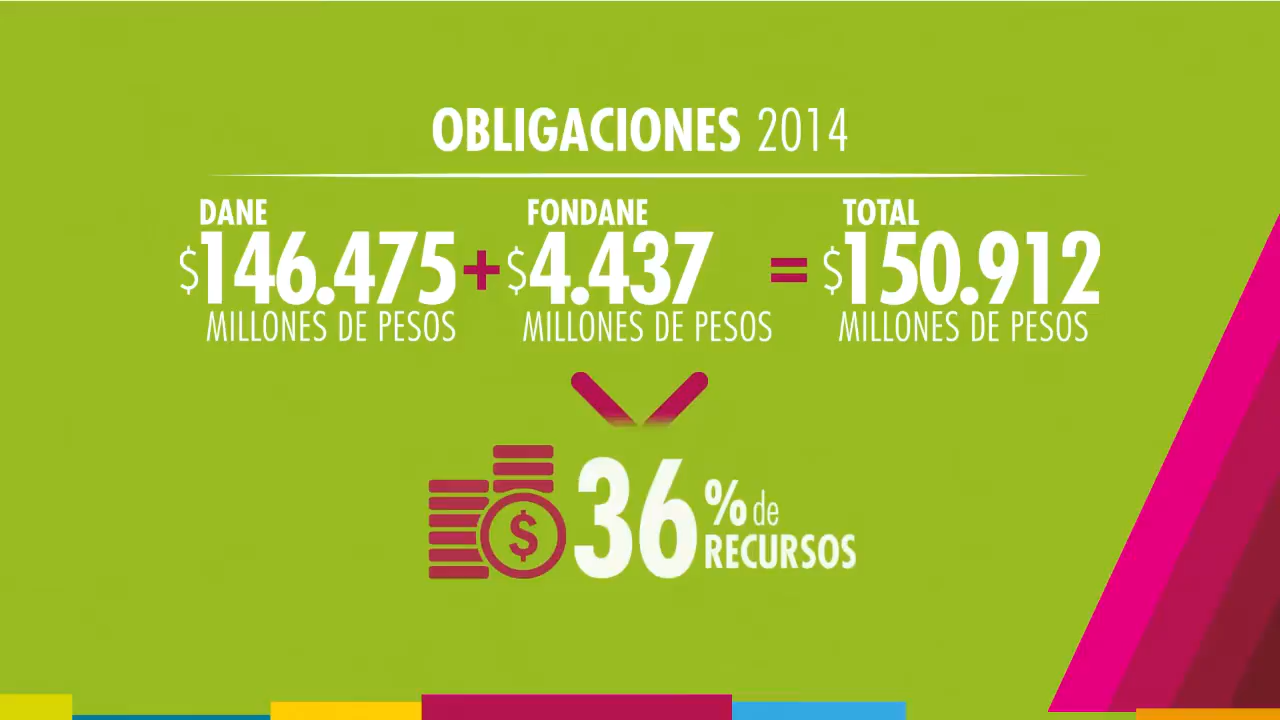 OBLIGACIONES 2014
DANE
$146.475
MILLONES DE PESOS
+
FONDANE
$4.437
MILLONES DE PESOS
=
TOTAL
$150.912
MILLONES DE PESOS
$
36% de
RECURSOS